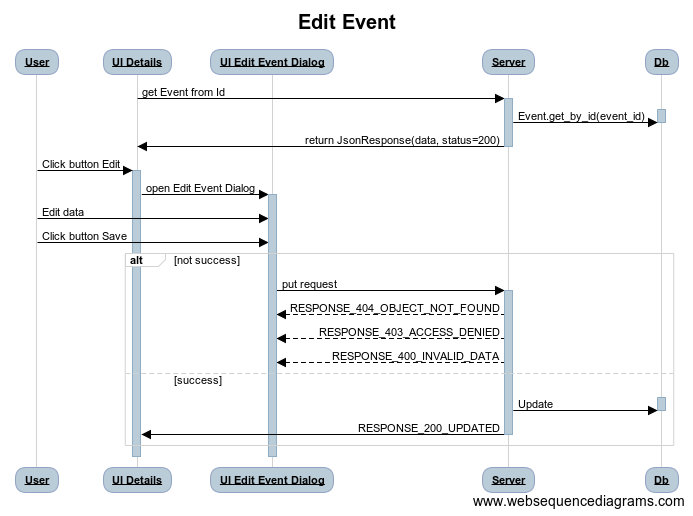 Edit Event
User
UI Details
UI Edit Event Dialog
Server
Db
get Event from Id
Event.get_by_id(event_id)
return JsonResponse(data, status=200)
Click button Edit
open Edit Event Dialog
Edit data
Click button Save
alt
[not success]
put request
RESPONSE_404_OBJECT_NOT_FOUND
RESPONSE_403_ACCESS_DENIED
RESPONSE_400_INVALID_DATA
[success]
Update
RESPONSE_200_UPDATED
User
UI Details
UI Edit Event Dialog
Server
Db
www.websequencediagrams.com